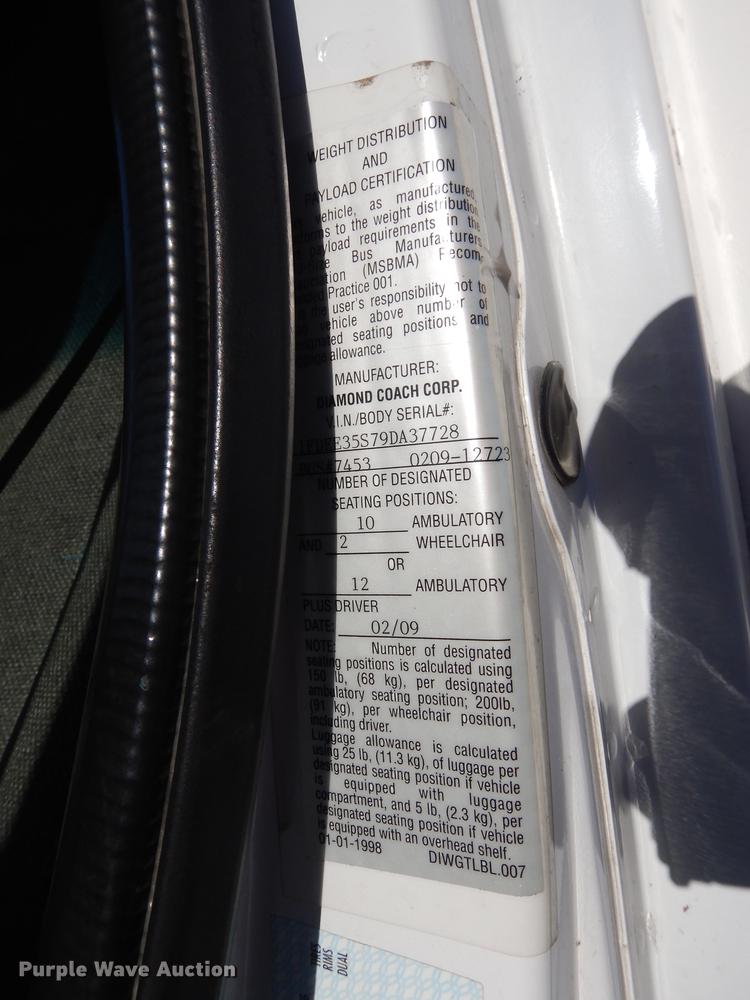 WEIGHT DISTRIBUTION
AND
PAYLOAD CERTIFICATION
vehicle, as manufactured
to the weight distribution
payload requirements in the
Bus Manufacturers
(MSBMA) Recom
Practice 001.
the user's responsibility not to
vehicle above number of
seating positions and
allowance.
MANUFACTURER:
DIAMOND COACH CORP.
V.I.N./BODY SERIAL#:
1FDEE35S79DA37728
BUS#7453 0209-12723
NUMBER OF DESIGNATED
SEATING POSITIONS:
10 AMBULATORY
AND 2 WHEELCHAIR
OR
12 AMBULATORY
PLUS DRIVER
DATE: 02/09
NOTE: Number of designated
seating positions is calculated using
150 lb, (68 kg), per designated
ambulatory seating position; 200lb,
(91 kg), per wheelchair position,
including driver.
Luggage allowance is calculated
using 25 lb, (11.3 kg), of luggage per
designated seating position if vehicle
is equipped with luggage
compartment, and 5 lb, (2.3 kg), per
designated seating position if vehicle
is equipped with an overhead shelf.
01-01-1998 DIWGTLBL.007
TIRES
RIMS
DUAL
Purple Wave Auction